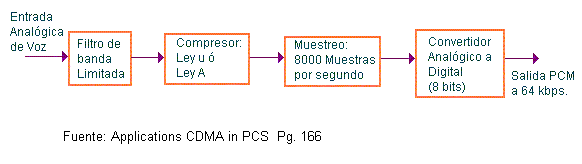 Entrada
Analógica
de Voz
Filtro de
banda
Limitada
Compresor:
Ley u ó
Ley A
Muestreo:
8000 Muestras
por segundo
Convertidor
Analógico a
Digital
(8 bits)
Salida PCM
a 64 kbps.
Fuente: Applications CDMA in PCS Pg. 166